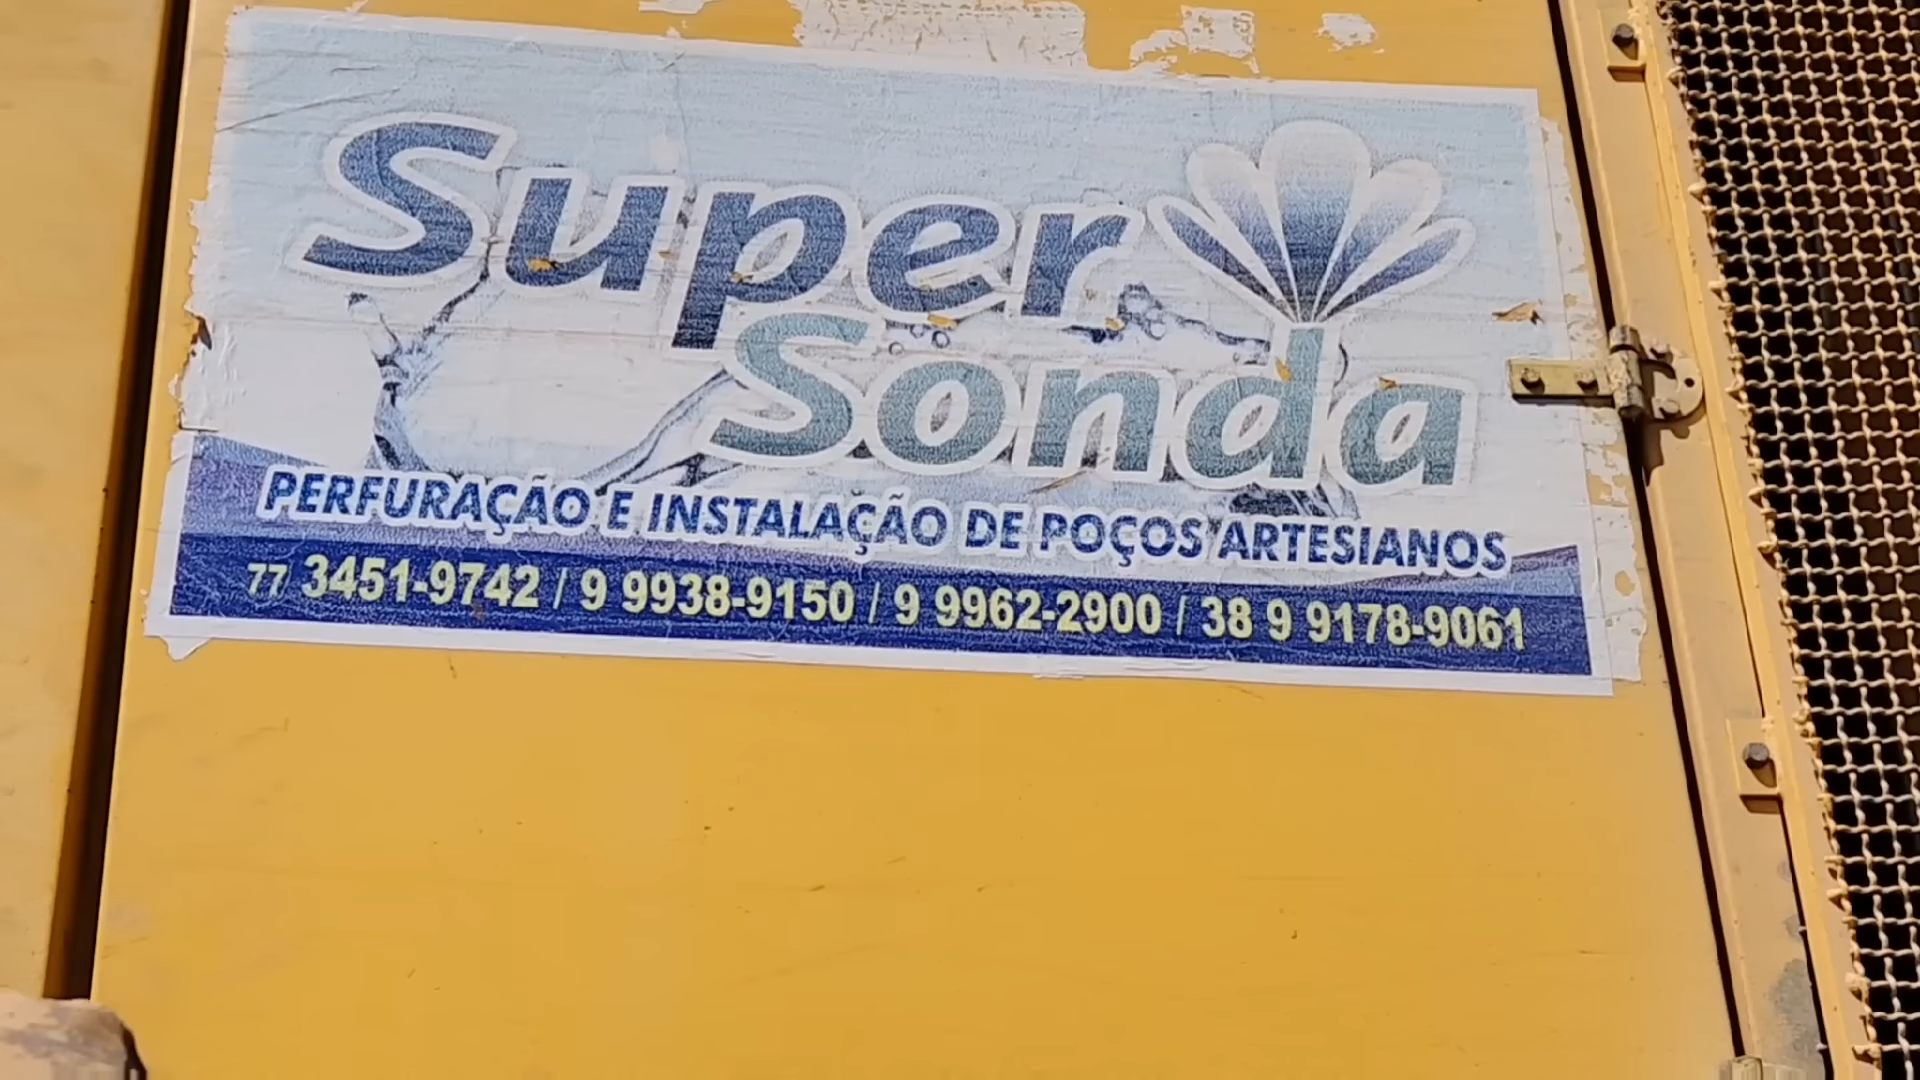 Super
Sonda
PERFURAÇÃO E INSTALAÇÃO DE POÇOS ARTESIANOS
77 3451-9742 / 9 9938-9150 / 9 9962-2900 / 38 9 9178-9061